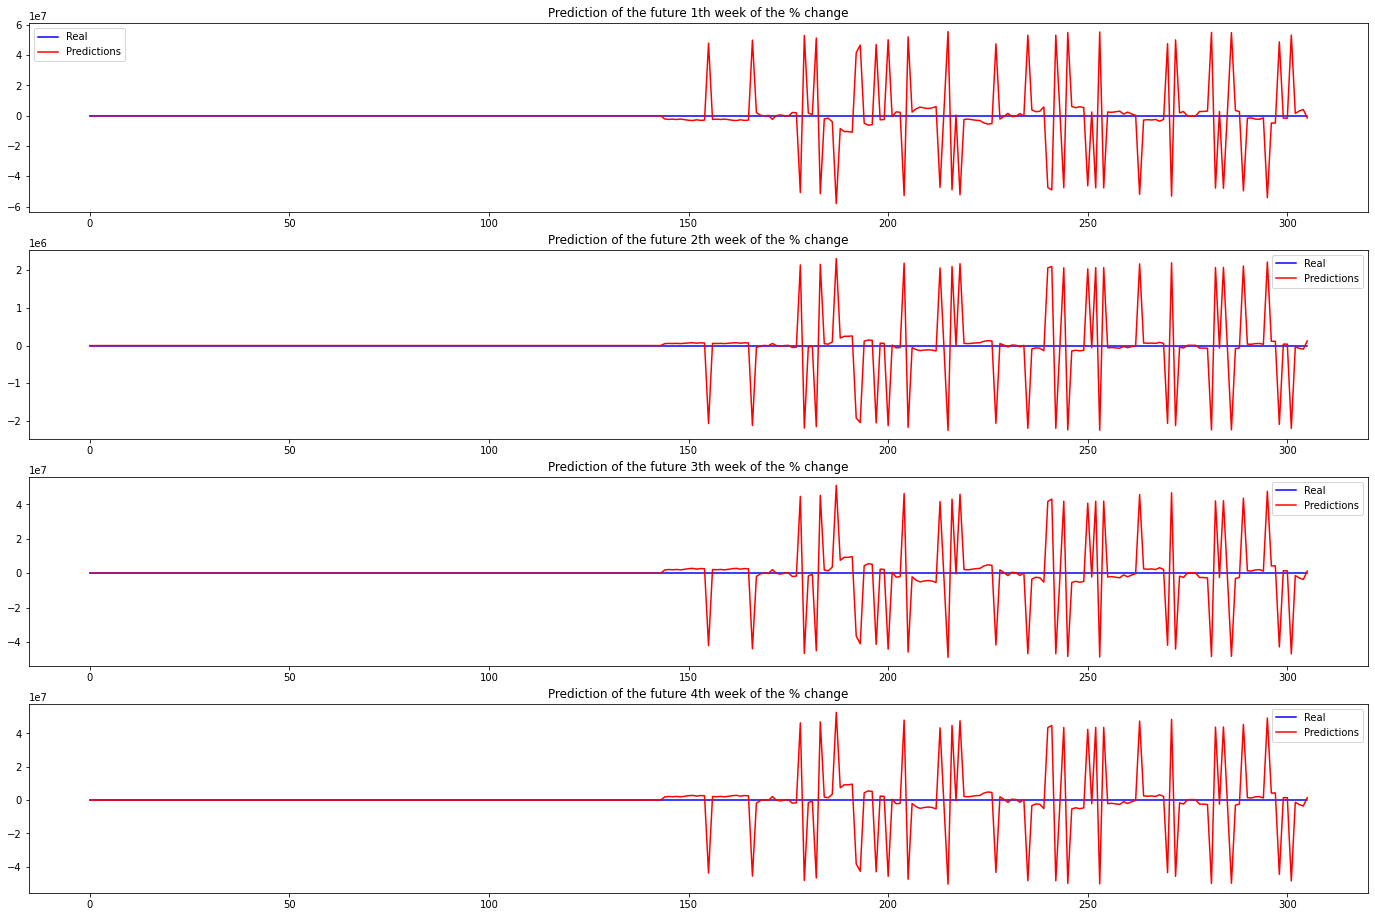 Prediction of the future 1th week of the % change
1e7
6
4
2
0
−2
−4
−6
Real
Predictions
0 50 100 150 200 250 300
Prediction of the future 2th week of the % change
1e6
2
1
0
−1
−2
Real
Predictions
0 50 100 150 200 250 300
Prediction of the future 3th week of the % change
1e7
4
2
0
−2
−4
Real
Predictions
0 50 100 150 200 250 300
Prediction of the future 4th week of the % change
1e7
4
2
0
−2
−4
Real
Predictions
0 50 100 150 200 250 300